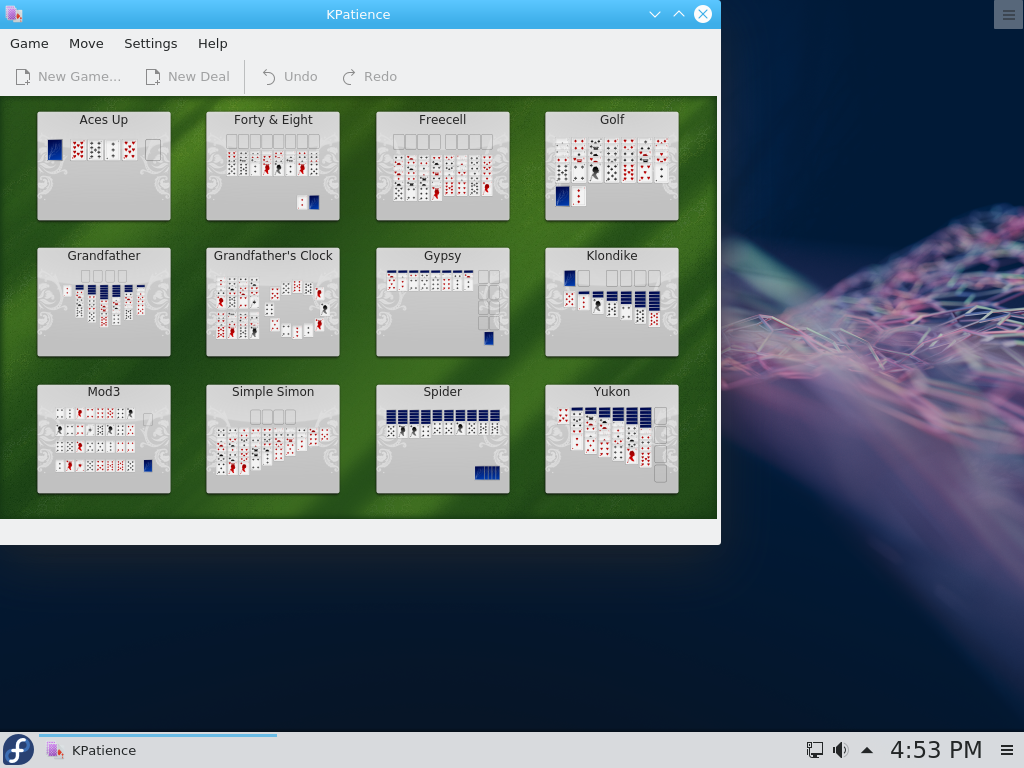 KPatience
Game Move Settings Help
New Game... New Deal Undo Redo
Aces Up Forty & Eight Freecell Golf
Grandfather Grandfather's Clock Gypsy Klondike
Mod3 Simple Simon Spider Yukon
KPatience 4:53 PM